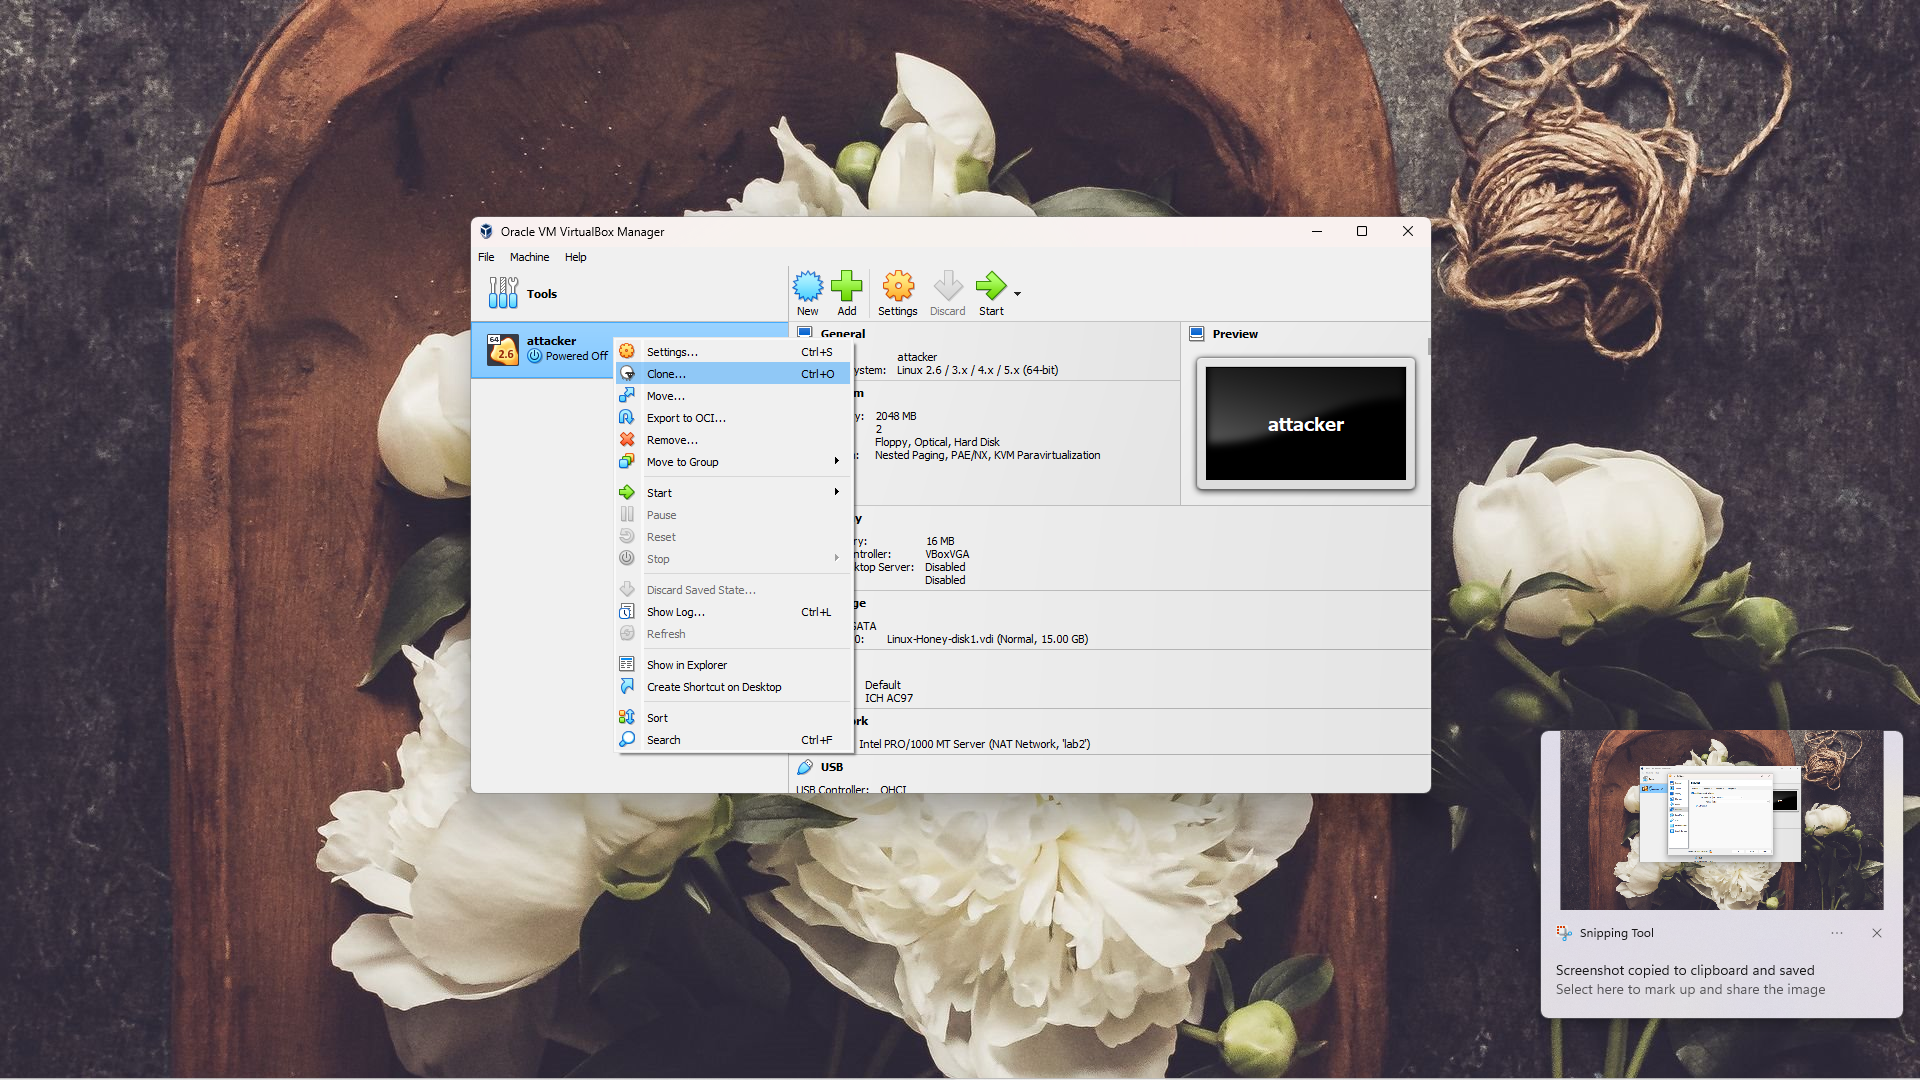 Oracle VM VirtualBox Manager
File Machine Help
Tools
New Add Settings Discard Start
64
2.6
attacker
Powered Off
Settings... Ctrl+S
Clone... Ctrl+O
Move...
Export to OCI...
Remove...
Move to Group
Start
Pause
Reset
Stop
Discard Saved State...
Show Log... Ctrl+L
Refresh
Show in Explorer
Create Shortcut on Desktop
Sort
Search Ctrl+F
General
attacker
ystem: Linux 2.6 / 3.x / 4.x / 5.x (64-bit)
m
y: 2048 MB
2
Floppy, Optical, Hard Disk
: Nested Paging, PAE/NX, KVM Paravirtualization
y
ry: 16 MB
ntroller: VBoxVGA
ktop Server: Disabled
Disabled
ge
SATA
0: Linux-Honey-disk1.vdi (Normal, 15.00 GB)
Default
ICH AC97
rk
Intel PRO/1000 MT Server (NAT Network, 'lab2')
USB
USB Controller: OHCI
Preview
attacker
Snipping Tool
Screenshot copied to clipboard and saved
Select here to mark up and share the image